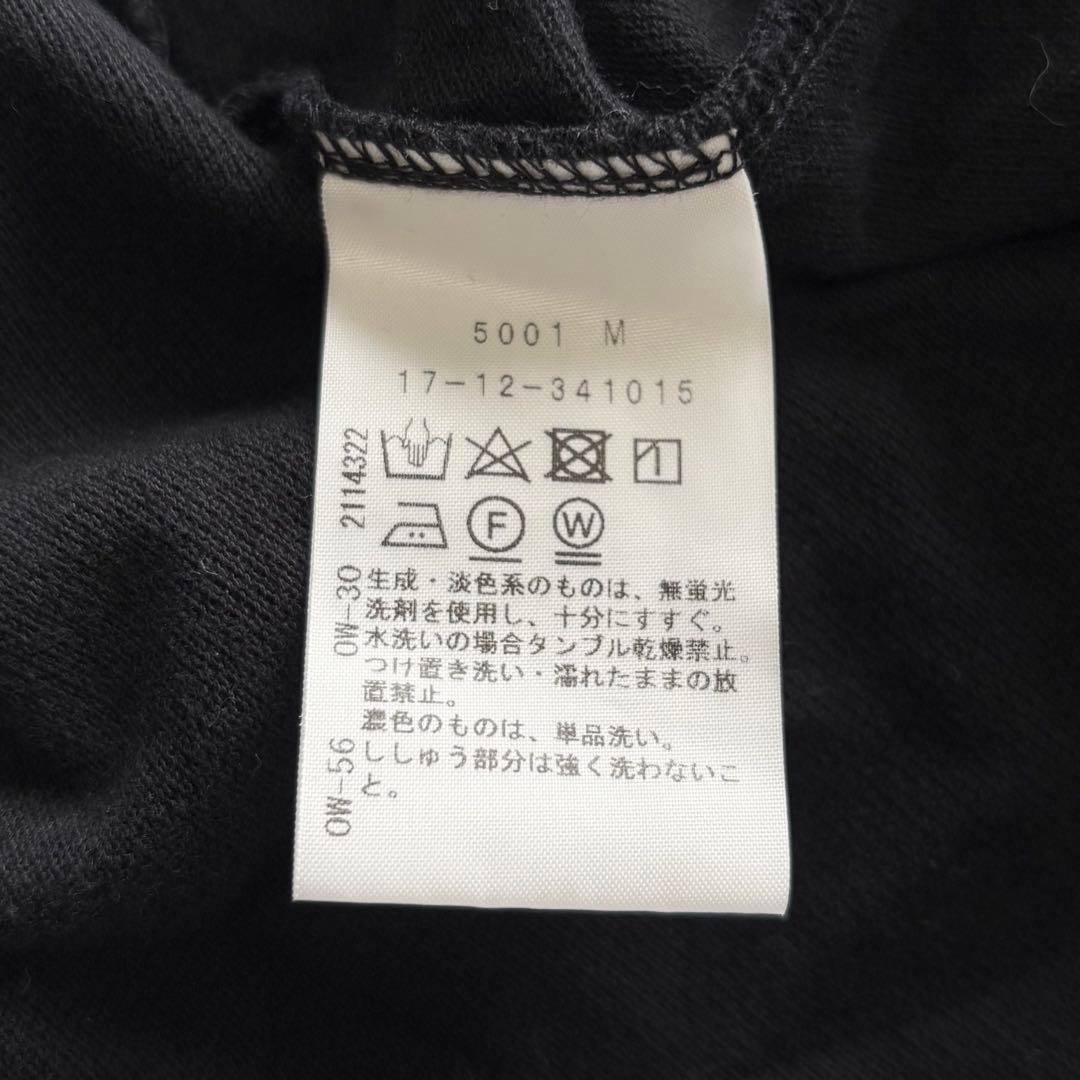 5001 M
17-12-341015
F W
生成・淡色系のものは、無蛍光
洗剤を使用し、十分にすすぐ。
水洗いの場合タンブル乾燥禁止。
つけ置き洗い・濡れたままの放
置禁止。
濃色のものは、単品洗い。
ししゅう部分は強く洗わないこ
と。
OW-56 OW-30 2114322